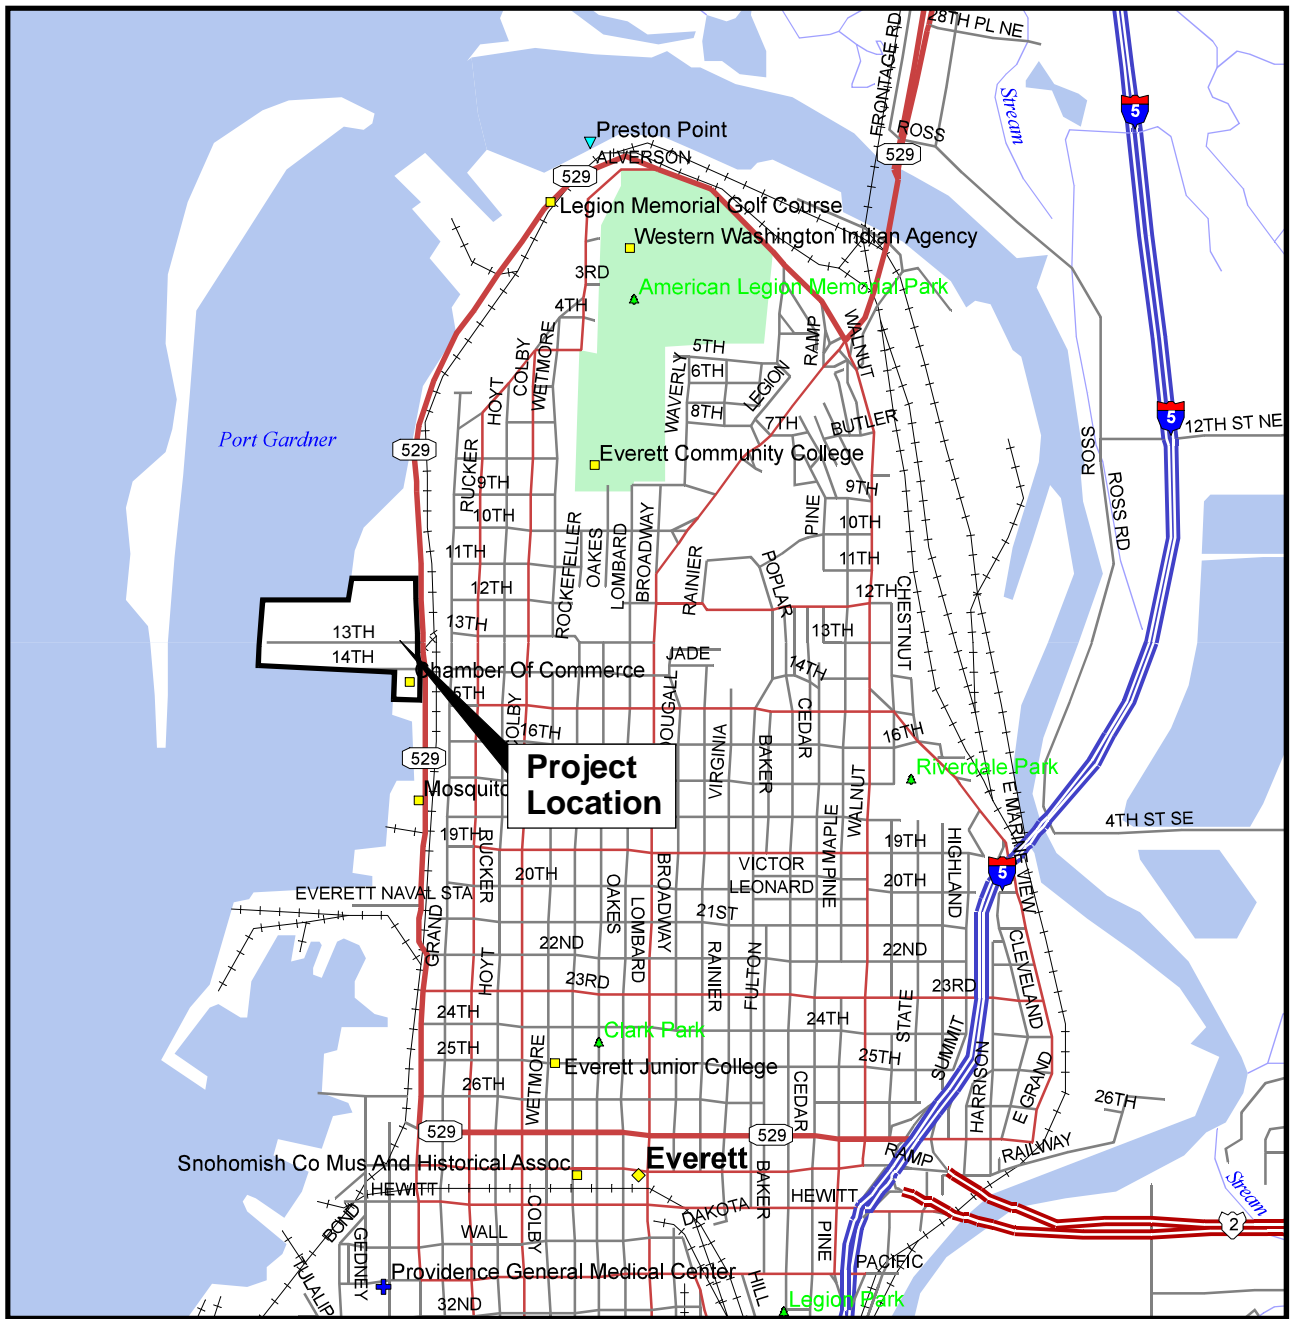 28TH PL NE
FRONTAGE RD
Stream
5
Preston Point
ROSS
ALVERSON
529
529
Legion Memorial Golf Course
Western Washington Indian Agency
3RD
American Legion Memorial Park
4TH
RAMP
WALNUT
COLBY
WETMORE
5TH
6TH
WAVERLY
LEGION
HOYT
8TH
7TH
BUTLER
5
12TH ST NE
Port Gardner
529
ROSS
Everett Community College
RUCKER
9TH
9TH
ROSS RD
10TH
PINE
10TH
ROCKEFELLER
OAKES
LOMBARD
BROADWAY
11TH
11TH
RAINIER
POPLAR
12TH
12TH
CHESTNUT
13TH
13TH
13TH
14TH
JADE
14TH
Chamber Of Commerce
5TH
OLBY
OUGALL
CEDAR
16TH
16TH
VIRGINIA
BAKER
529
Project
Location
Riverdale Park
Mosquito
WALNUT
E MARINE VIEW
MAPLE
4TH ST SE
19TH
19TH
HIGHLAND
RUCKER
BROADWAY
VICTOR
20TH
LEONARD
PINE
20TH
5
EVERETT NAVAL STA
OAKES
LOMBARD
21ST
GRAND
22ND
22ND
HOYT
RAINIER
FULTON
CLEVELAND
23RD
23RD
24TH
24TH
STATE
Clark Park
25TH
25TH
SUMMIT
WETMORE
Everett Junior College
HARRISON
E GRAND
26TH
CEDAR
26TH
529
529
Everett
RAMP
RAILWAY
Snohomish Co Mus And Historical Assoc
BAKER
HEWITT
HEWITT
Stream
BOND
COLBY
DAKOTA
2
WALL
PINE
GEDNEY
PACIFIC
TULALIP
Providence General Medical Center
HILL
32ND
Legion Park